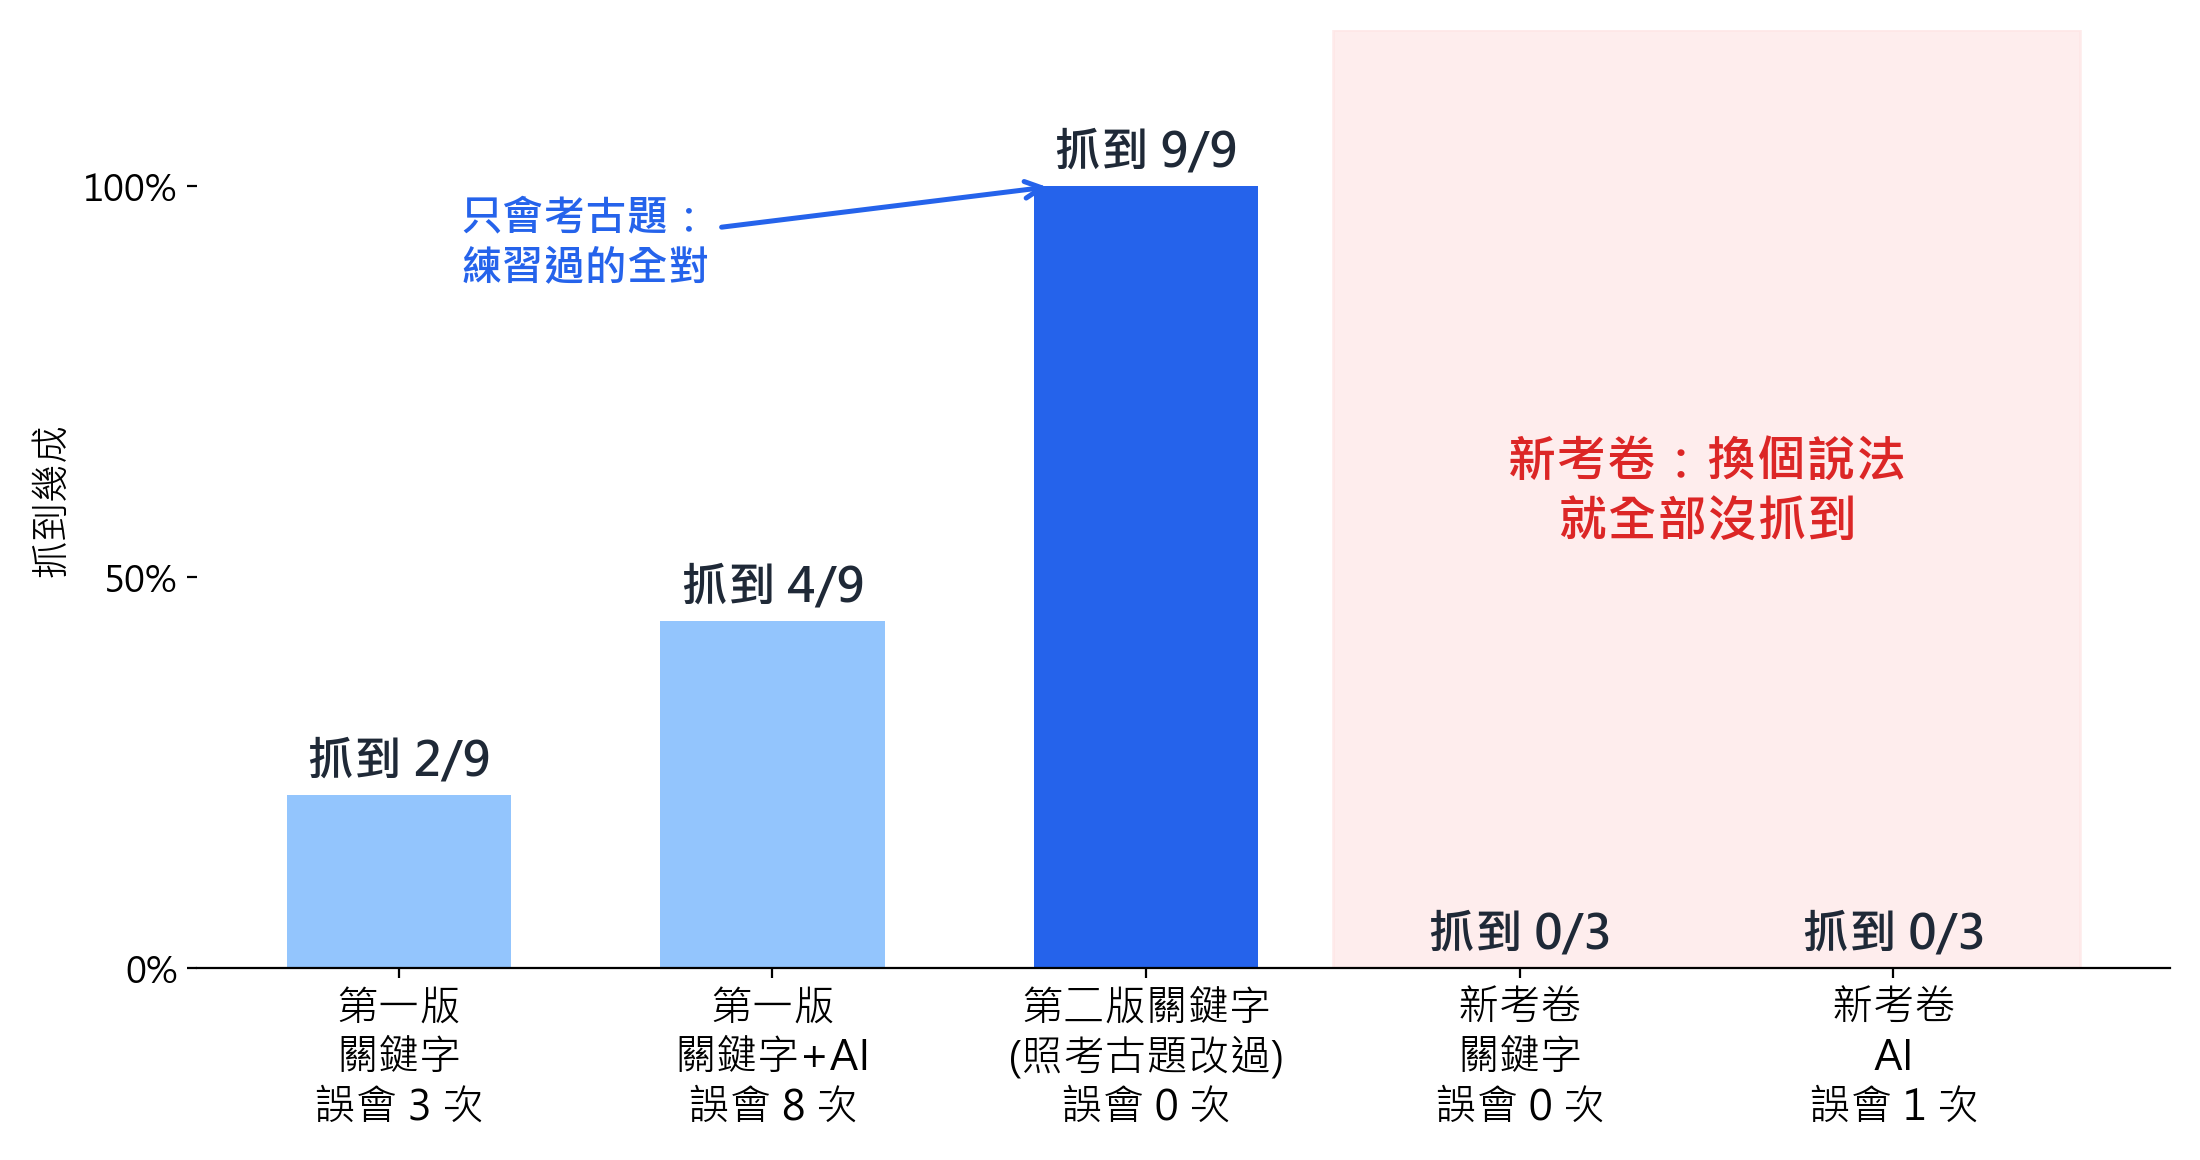 抓到 9/9
100%
只會考古題：
練習過的全對
新考卷：換個說法
就全部沒抓到
抓到幾成
50%
抓到 4/9
抓到 2/9
抓到 0/3
抓到 0/3
0%
第一版
關鍵字
誤會 3 次
第一版
關鍵字+AI
誤會 8 次
第二版關鍵字
(照考古題改過)
誤會 0 次
新考卷
關鍵字
誤會 0 次
新考卷
AI
誤會 1 次